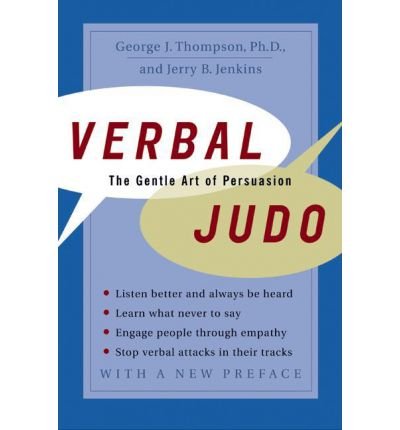 George J. Thompson, Ph.D.,
and Jerry B. Jenkins
VERBAL
The Gentle Art of Persuasion
JUDO
• Listen better and always be heard
• Learn what never to say
• Engage people through empathy
• Stop verbal attacks in their tracks
WITH A NEW PREFACE